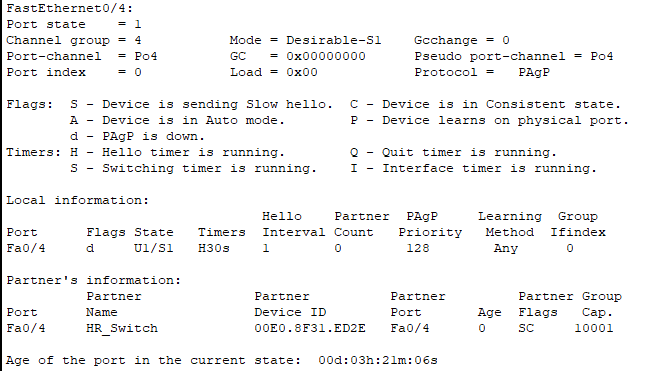 FastEthernet0/4:
Port state    = 1
Channel group = 4           Mode = Desirable-Sl    Gcchange = 0
Port-channel  = Po4         GC   = 0x00000000      Pseudo port-channel = Po4
Port index    = 0           Load = 0x00            Protocol =   PAgP
Flags:  S - Device is sending Slow hello.  C - Device is in Consistent state.
        A - Device is in Auto mode.        P - Device learns on physical port.
        d - PAgP is down.
Timers: H - Hello timer is running.        Q - Quit timer is running.
        S - Switching timer is running.    I - Interface timer is running.
Local information:
                                Hello    Partner  PAgP     Learning  Group
Port      Flags State   Timers  Interval Count   Priority   Method  Ifindex
Fa0/4     d     U1/S1   H30s    1        0        128        Any      0
Partner's information:
          Partner              Partner          Partner         Partner Group
Port      Name                 Device ID        Port       Age  Flags   Cap.
Fa0/4     HR_Switch            00E0.8F31.ED2E   Fa0/4      0    SC     10001
Age of the port in the current state:  00d:03h:21m:06s